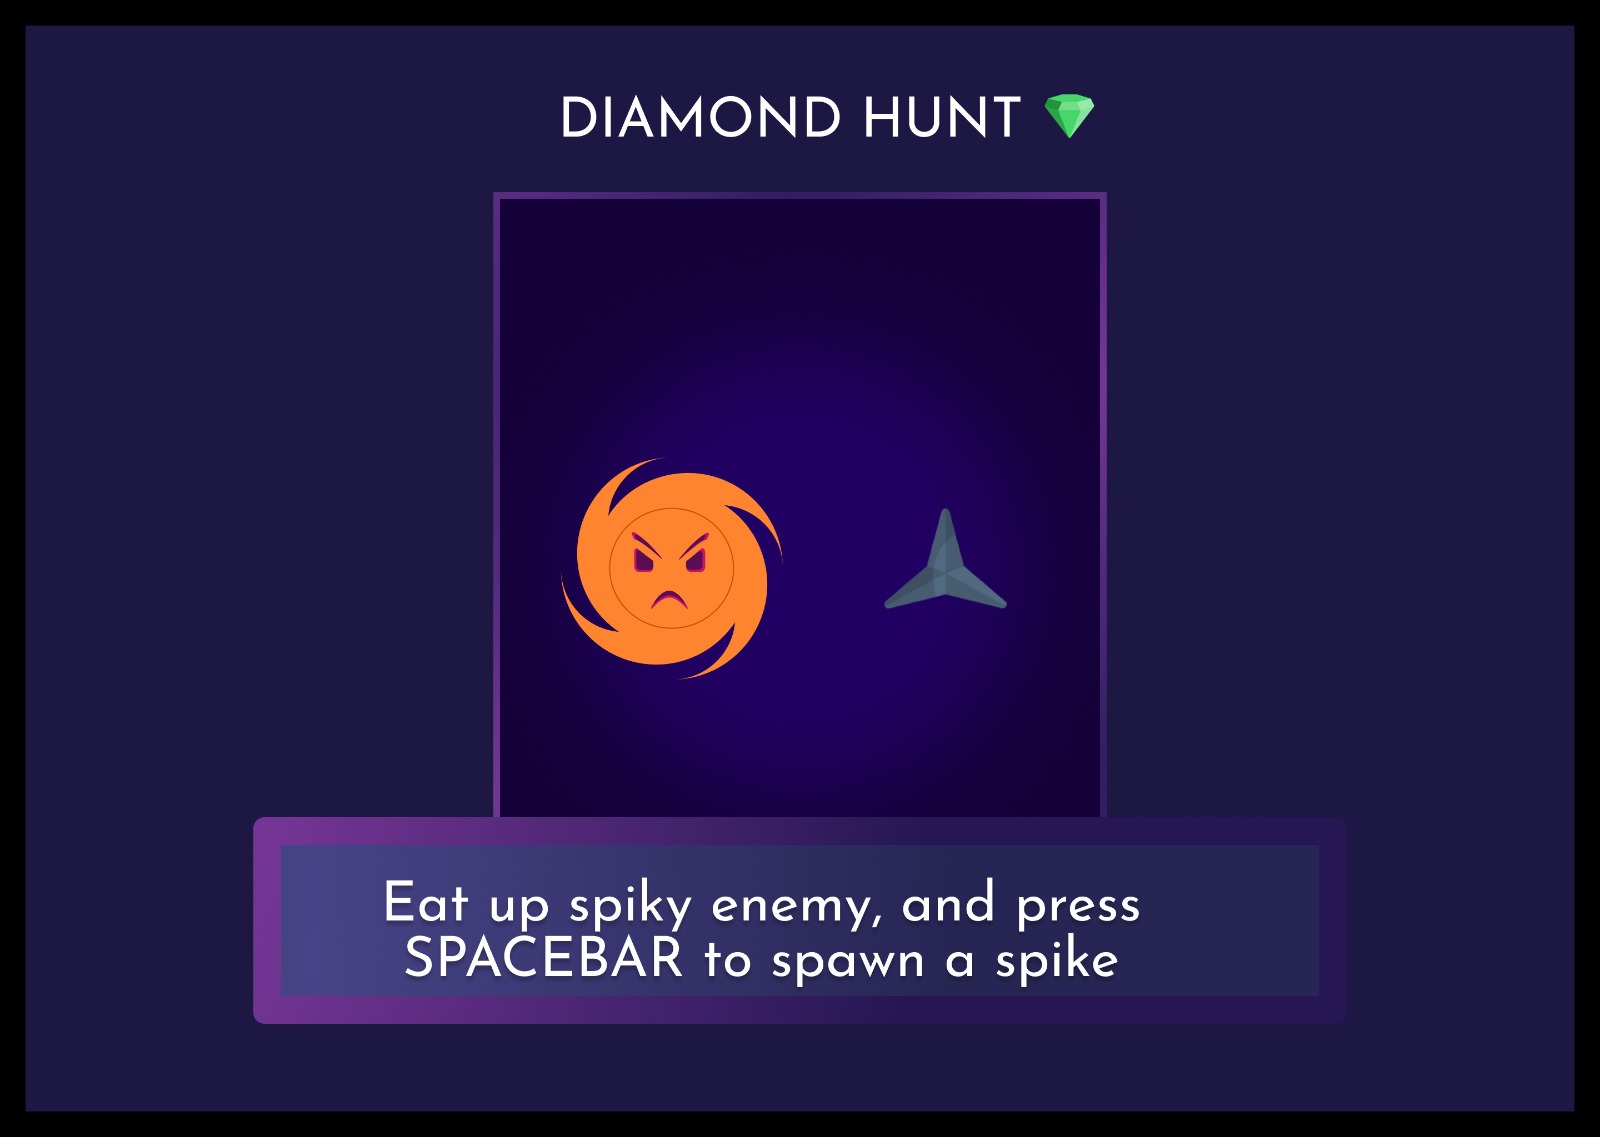 DIAMOND HUNT
Eat up spiky enemy, and press
SPACEBAR to spawn a spike